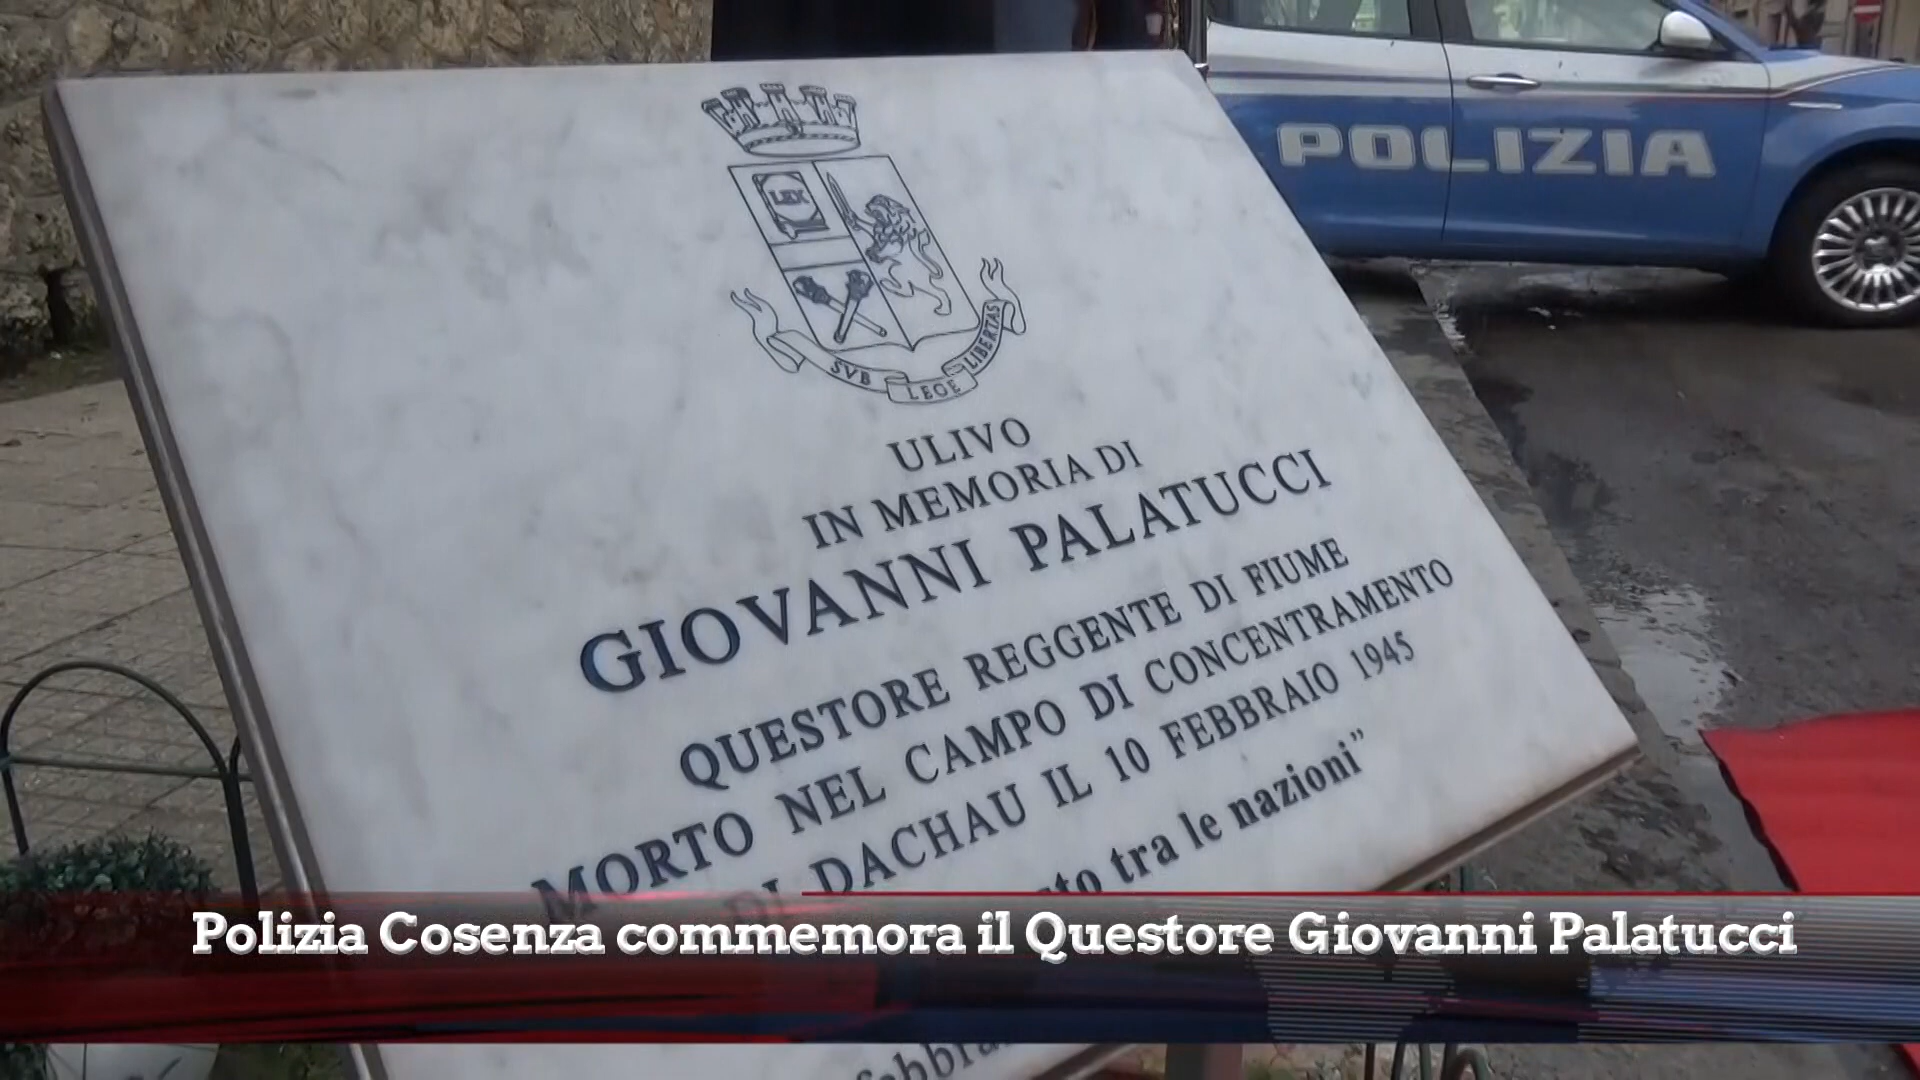 POLIZIA
LEX
SVB LEGE LIBERTAS
ULIVO
IN MEMORIA DI
GIOVANNI PALATUCCI
QUESTORE REGGENTE DI FIUME
MORTO NEL CAMPO DI CONCENTRAMENTO
DI DACHAU IL 10 FEBBRAIO 1945
tra le nazioni”
Polizia Cosenza commemora il Questore Giovanni Palatucci